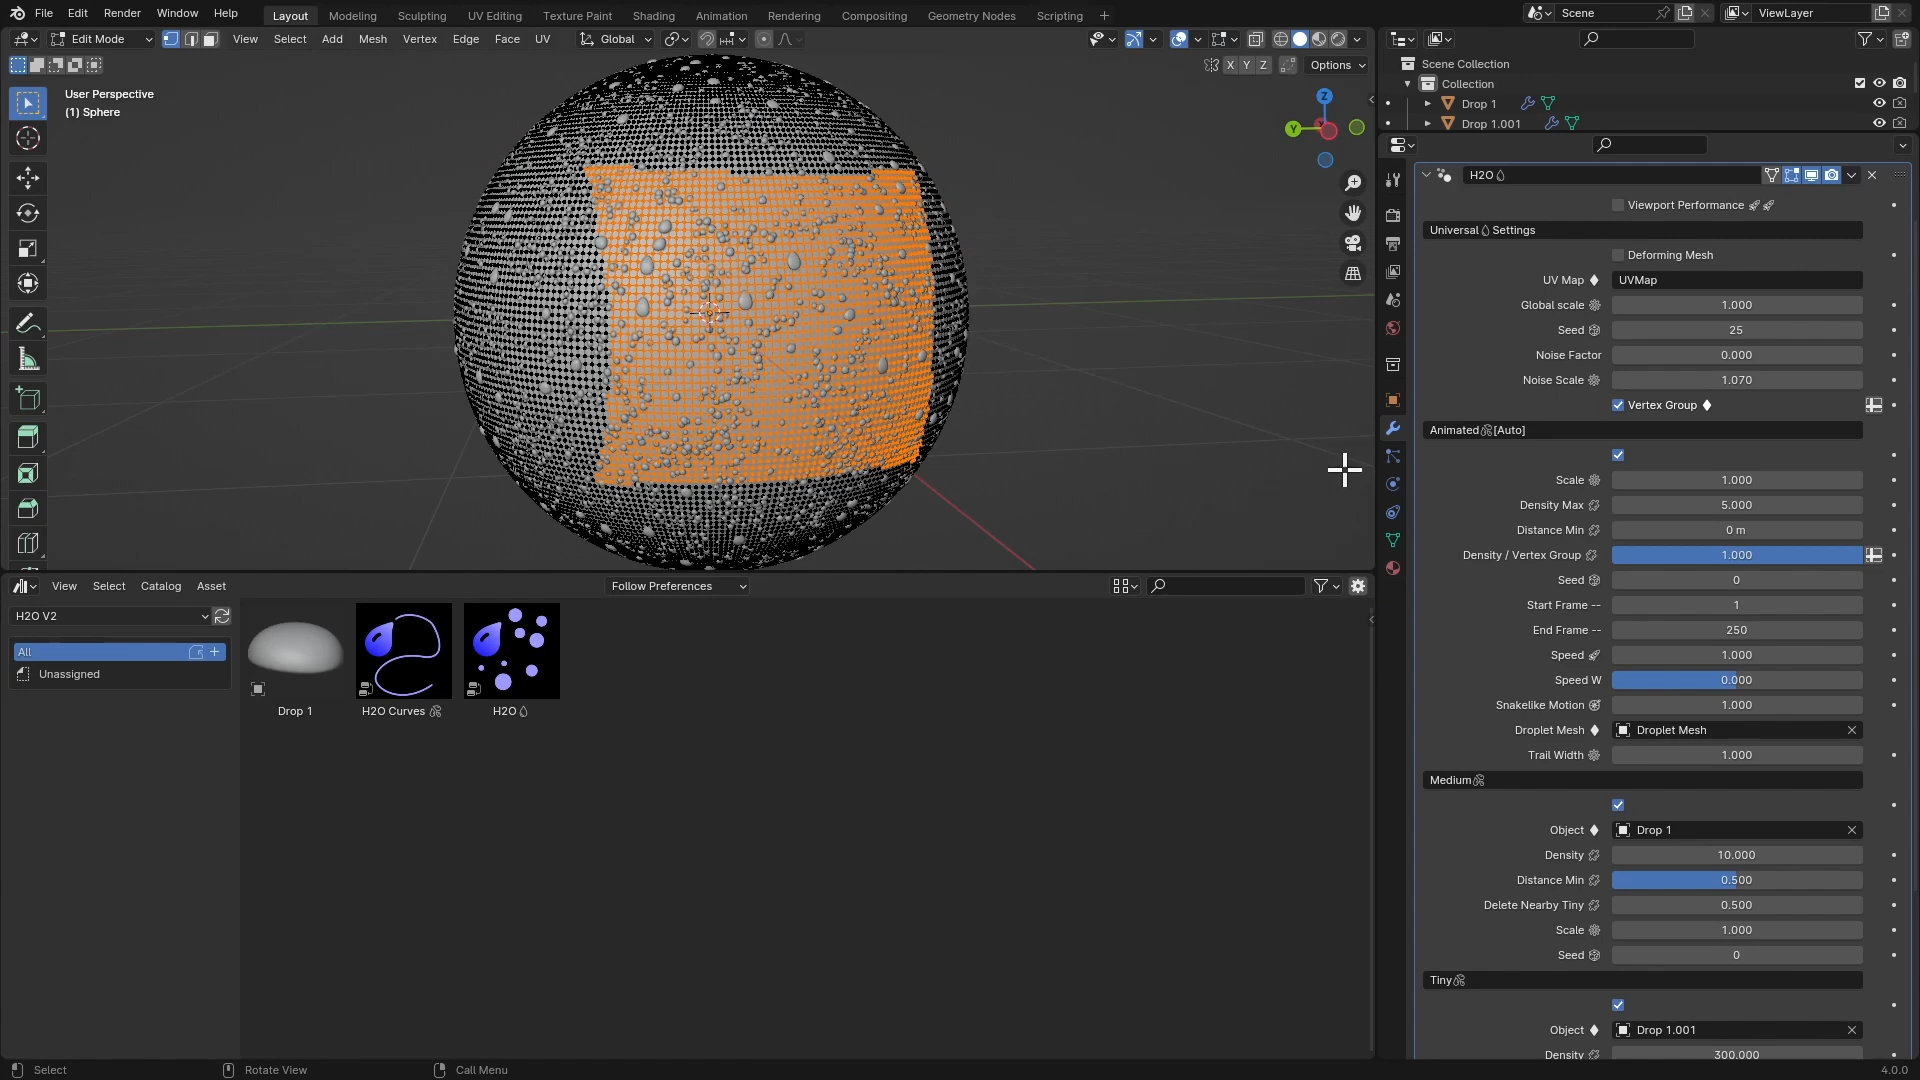 File Edit Render Window Help Layout Modeling Sculpting UV Editing Texture Paint Shading Animation Rendering Compositing Geometry Nodes Scripting + Scene ViewLayer
Edit Mode View Select Add Mesh Vertex Edge Face UV Global
X Y Z Options
User Perspective
(1) Sphere
Z
Y
Scene Collection
Collection
Drop 1
Drop 1.001
H2O
Viewport Performance
Universal Settings
Deforming Mesh
UV Map UVMap
Global scale 1.000
Seed 25
Noise Factor 0.000
Noise Scale 1.070
Vertex Group
Animated [Auto]
Scale 1.000
Density Max 5.000
Distance Min 0 m
Density / Vertex Group 1.000
Seed 0
Start Frame -- 1
End Frame -- 250
Speed 1.000
Speed W 0.000
Snakelike Motion 1.000
Droplet Mesh Droplet Mesh
Trail Width 1.000
Medium
Object Drop 1
Density 10.000
Distance Min 0.500
Delete Nearby Tiny 0.500
Scale 1.000
Seed 0
Tiny
Object Drop 1.001
Density 300.000
View Select Catalog Asset Follow Preferences
H2O V2
All +
Unassigned
Drop 1 H2O Curves H2O
Select Rotate View Call Menu 4.0.0